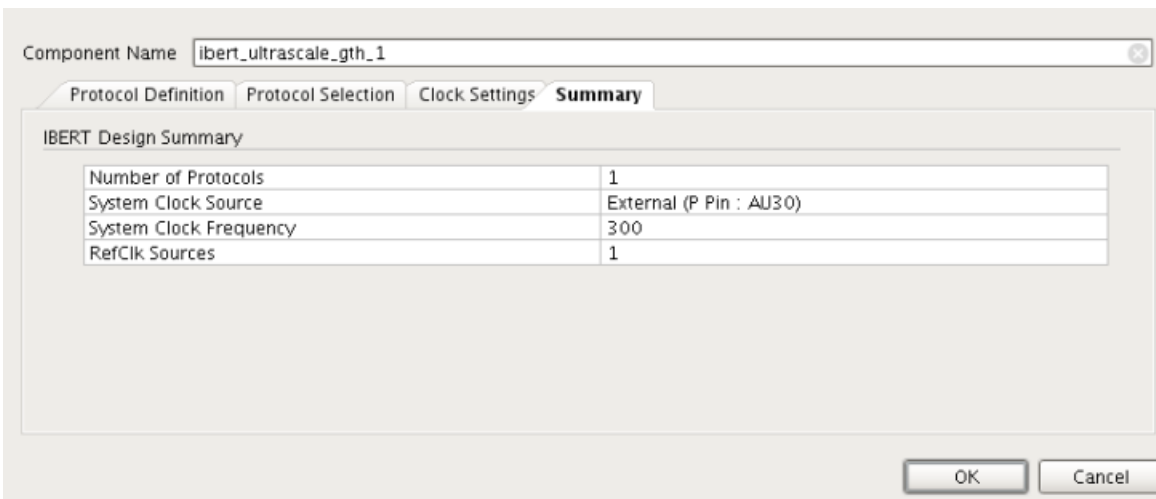 Component Name ibert_ultrascale_gth_1
Protocol Definition Protocol Selection Clock Settings Summary
IBERT Design Summary
Number of Protocols 1
System Clock Source External (P Pin : AU30)
System Clock Frequency 300
RefClk Sources 1
OK Cancel